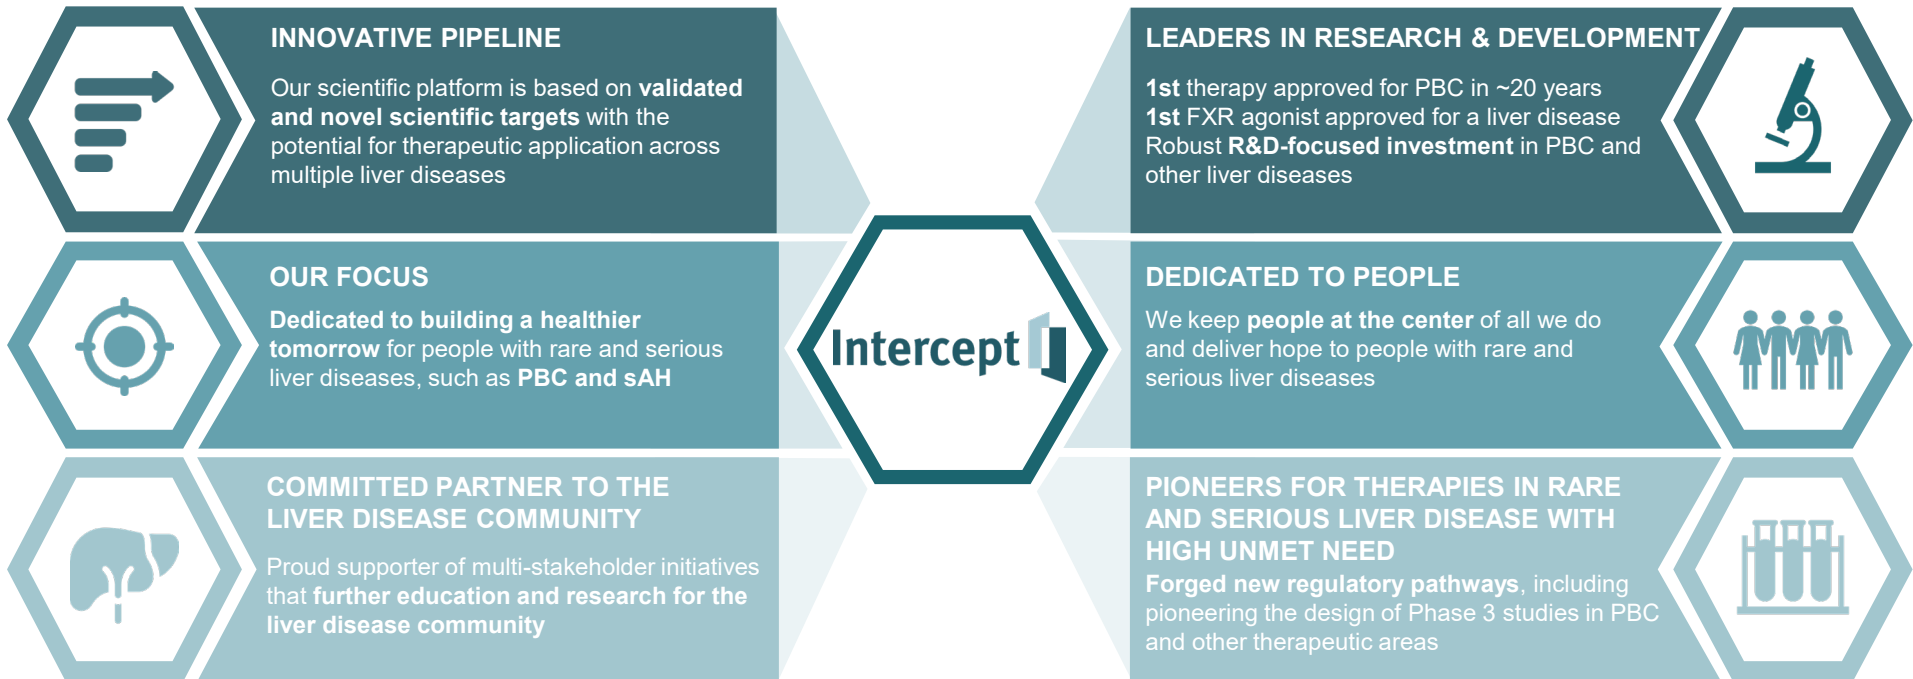 INNOVATIVE PIPELINE
Our scientific platform is based on validated
and novel scientific targets with the
potential for therapeutic application across
multiple liver diseases
OUR FOCUS
Dedicated to building a healthier
tomorrow for people with rare and serious
liver diseases, such as PBC and sAH
COMMITTED PARTNER TO THE
LIVER DISEASE COMMUNITY
Proud supporter of multi-stakeholder initiatives
that further education and research for the
liver disease community
Intercept
LEADERS IN RESEARCH & DEVELOPMENT
1st therapy approved for PBC in ~20 years
1st FXR agonist approved for a liver disease
Robust R&D-focused investment in PBC and
other liver diseases
DEDICATED TO PEOPLE
We keep people at the center of all we do
and deliver hope to people with rare and
serious liver diseases
PIONEERS FOR THERAPIES IN RARE
AND SERIOUS LIVER DISEASE WITH
HIGH UNMET NEED
Forged new regulatory pathways, including
pioneering the design of Phase 3 studies in PBC
and other therapeutic areas